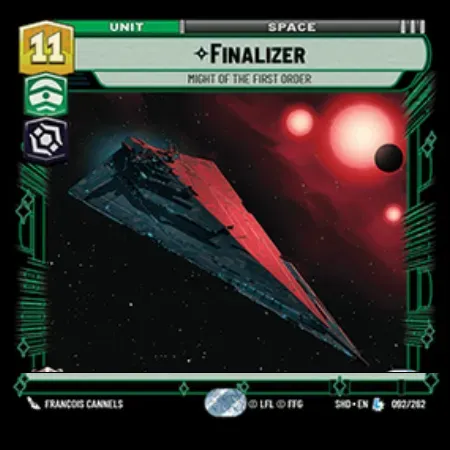 UNIT SPACE
11
FINALIZER
MIGHT OF THE FIRST ORDER
FRANCOIS CANNELS © LFL © FFG SHD • EN 092/262